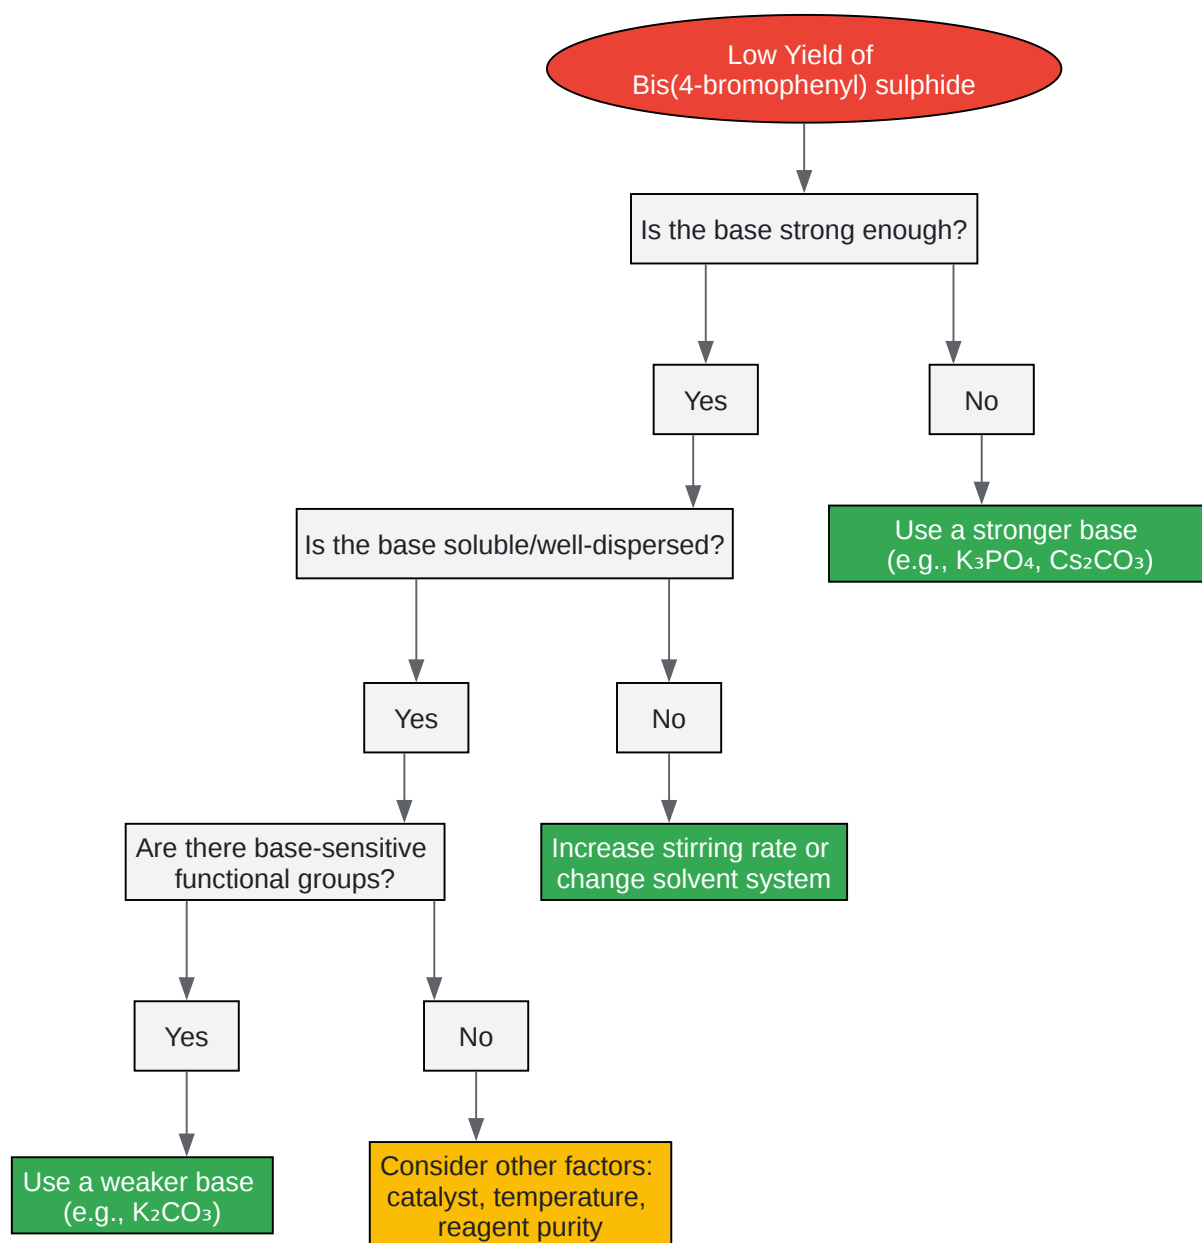 Low Yield of
Bis(4-bromophenyl) sulphide
Is the base strong enough?
Yes
No
Use a stronger base
(e.g., K₃PO₄, Cs₂CO₃)
Is the base soluble/well-dispersed?
Yes
No
Increase stirring rate or
change solvent system
Are there base-sensitive
functional groups?
Yes
No
Use a weaker base
(e.g., K₂CO₃)
Consider other factors:
catalyst, temperature,
reagent purity